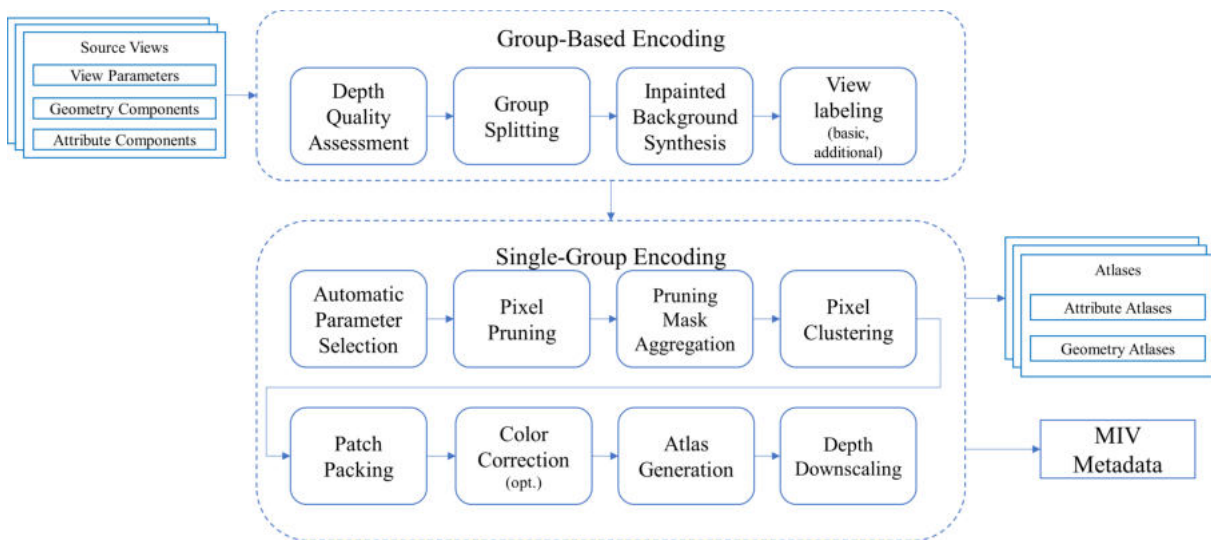 Source Views
View Parameters
Geometry Components
Attribute Components
Group-Based Encoding
Depth
Quality
Assessment
Group
Splitting
Inpainted
Background
Synthesis
View
labeling
(basic,
additional)
Single-Group Encoding
Automatic
Parameter
Selection
Pixel
Pruning
Pruning
Mask
Aggregation
Pixel
Clustering
Patch
Packing
Color
Correction
(opt.)
Atlas
Generation
Depth
Downscaling
Atlases
Attribute Atlases
Geometry Atlases
MIV
Metadata